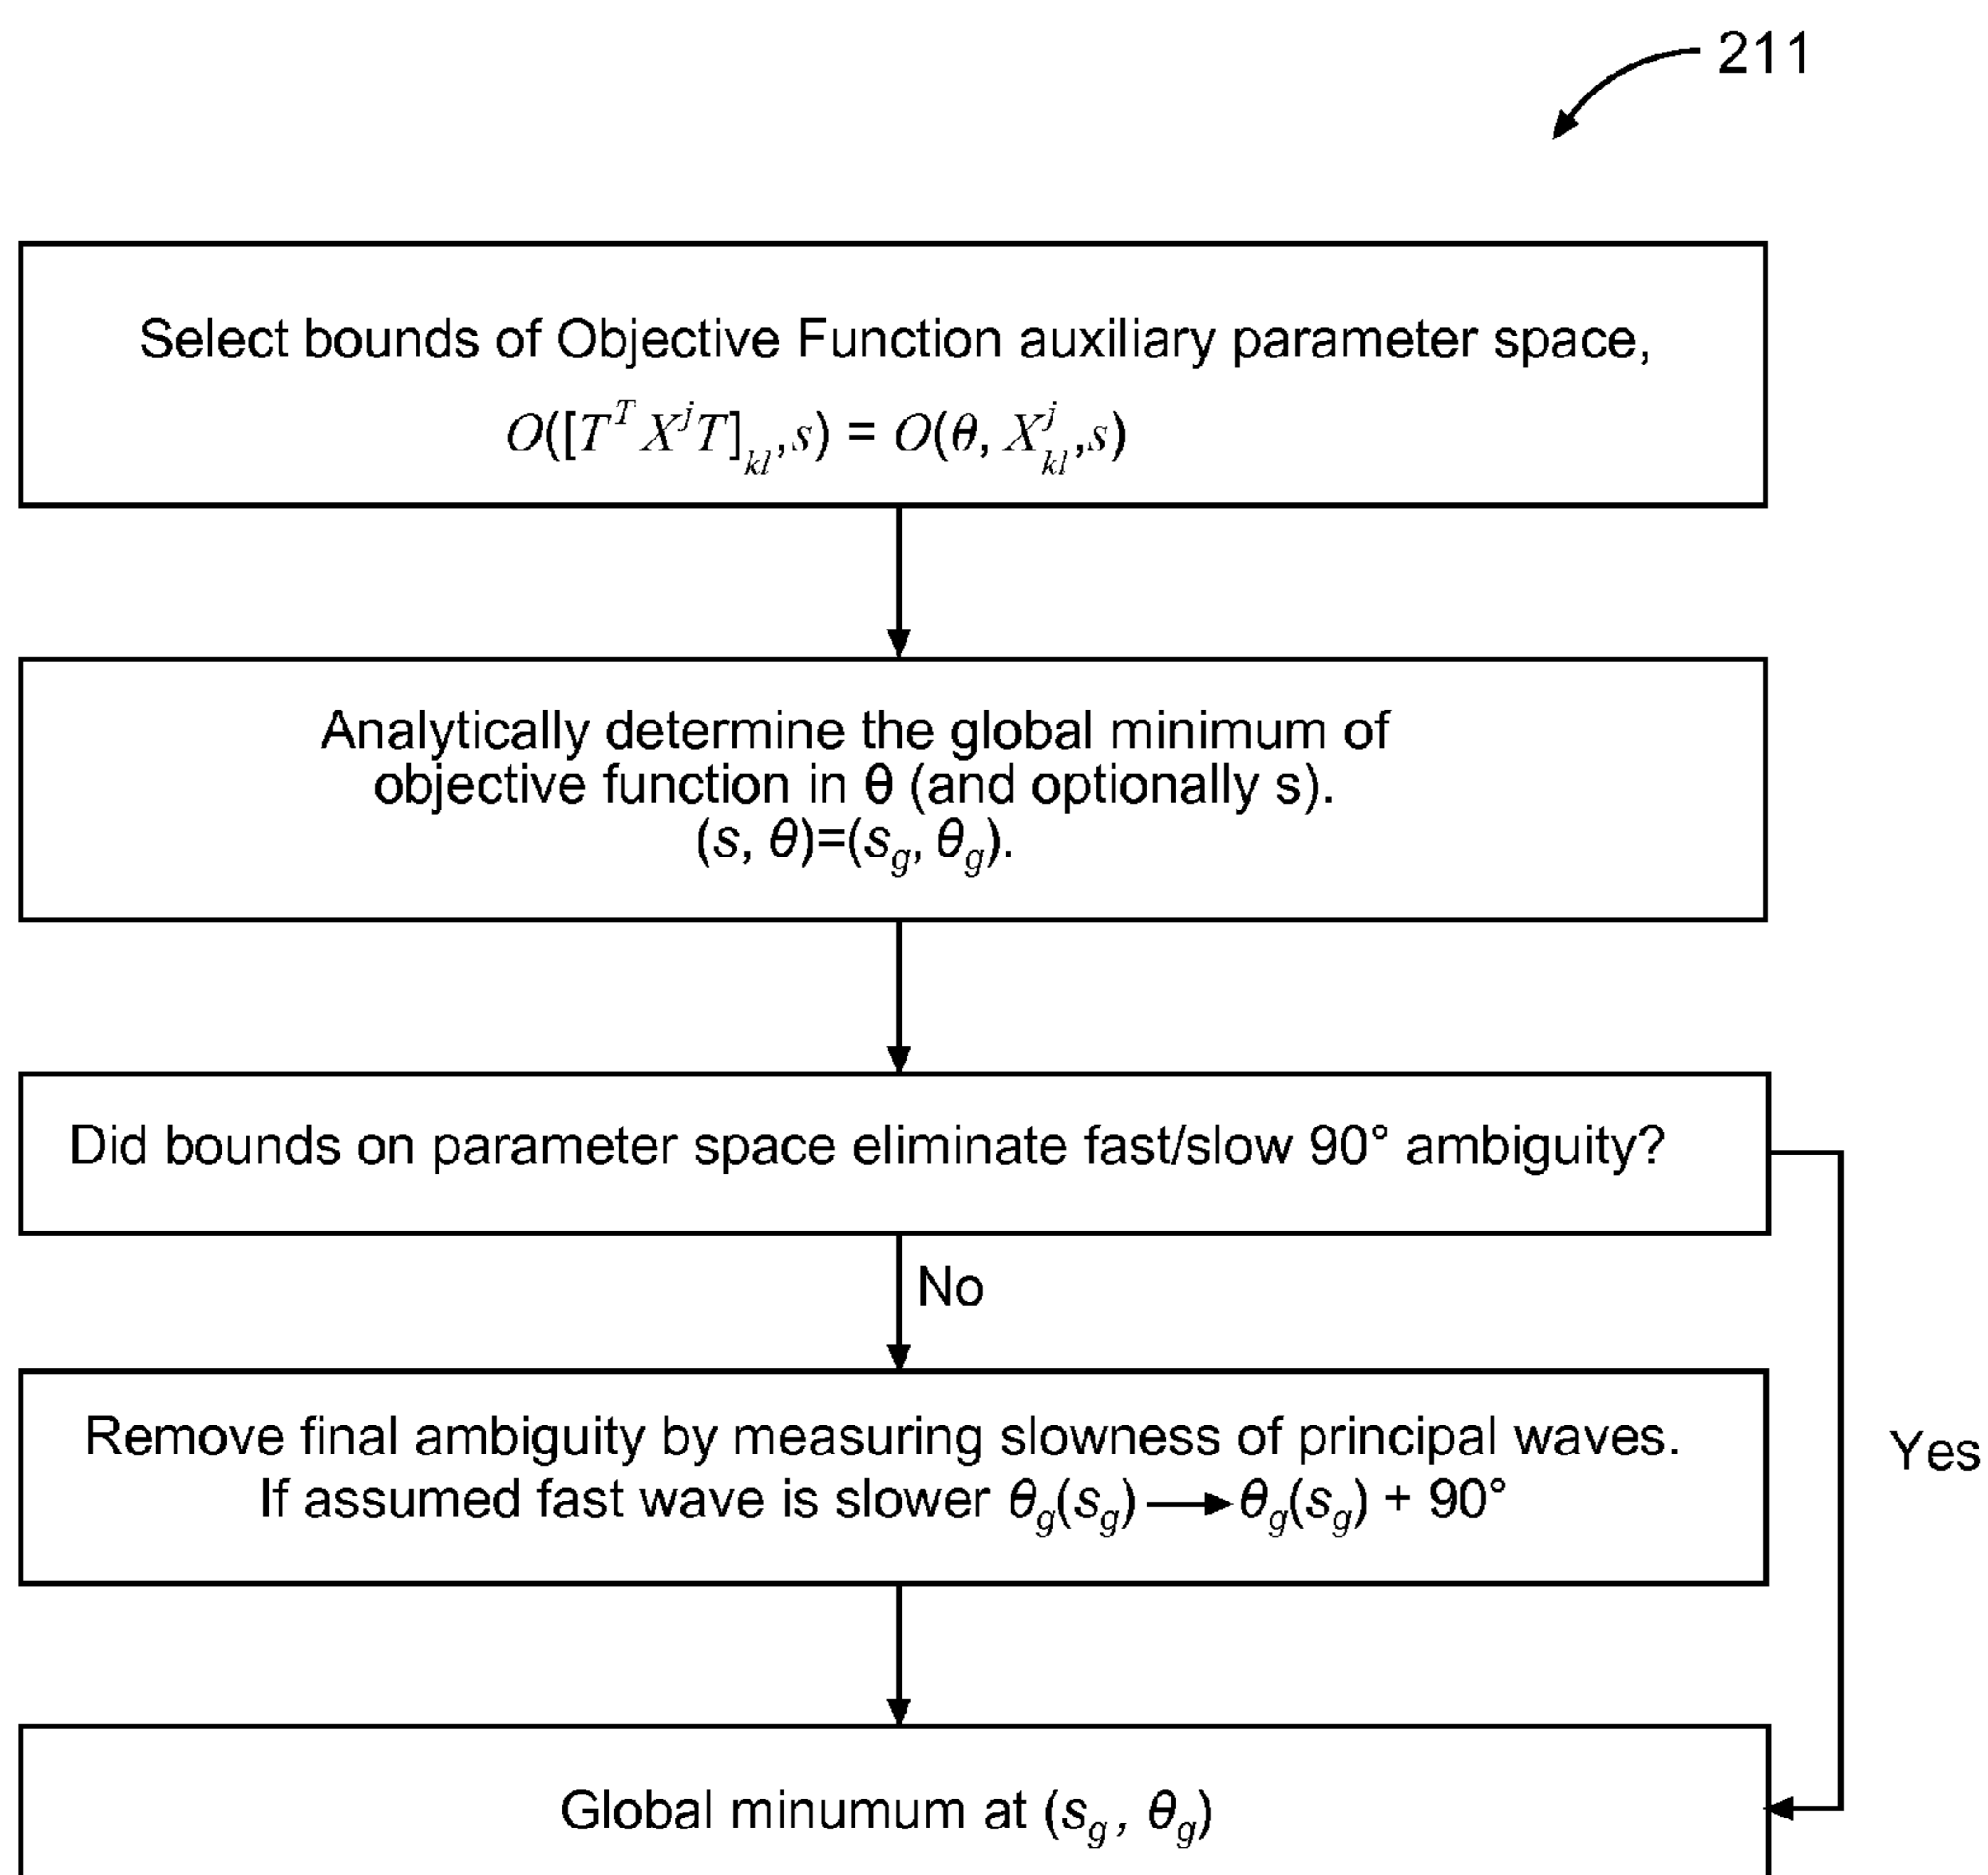 211
Select bounds of Objective Function auxiliary parameter space,
O([T^T X^j T]_kl, s) = O(θ, X^j_kl, s)
Analytically determine the global minimum of
objective function in θ (and optionally s).
(s, θ)=(s_g, θ_g).
Did bounds on parameter space eliminate fast/slow 90° ambiguity?
No
Remove final ambiguity by measuring slowness of principal waves.
If assumed fast wave is slower θ_g(s_g) → θ_g(s_g) + 90°
Yes
Global minumum at (s_g, θ_g)